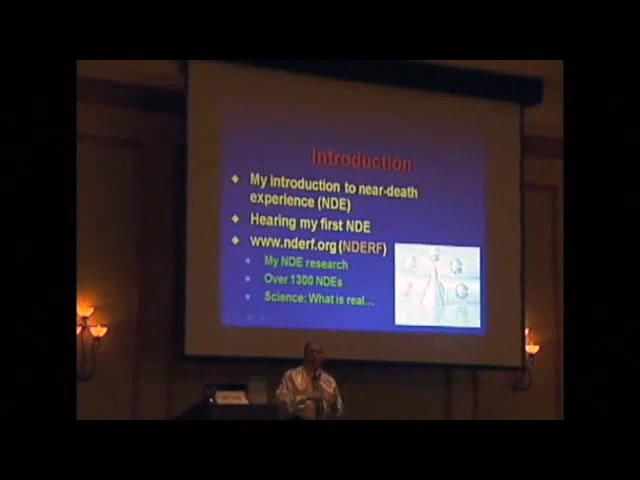 Introduction
My introduction to near-death
experience (NDE)
Hearing my first NDE
www.nderf.org (NDERF)
My NDE research
Over 1300 NDEs
Science: What is real…